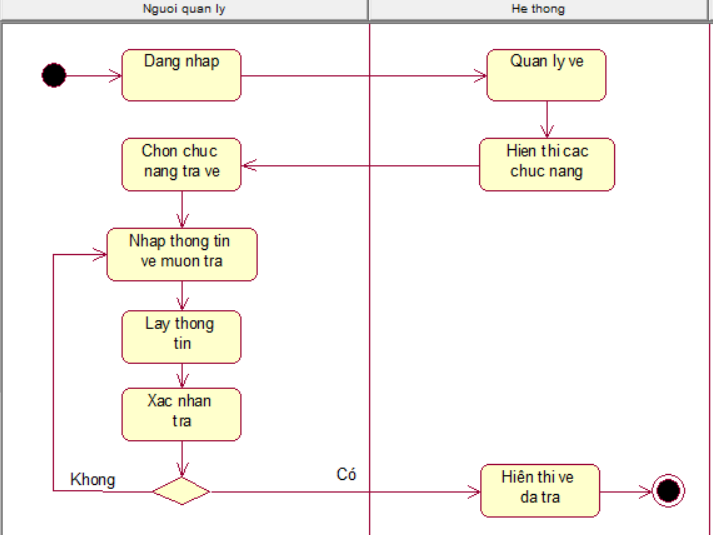 Nguoi quan ly
He thong
Dang nhap
Quan ly ve
Chon chuc
nang tra ve
Hien thi cac
chuc nang
Nhap thong tin
ve muon tra
Lay thong
tin
Xac nhan
tra
Khong
Có
Hiên thi ve
da tra